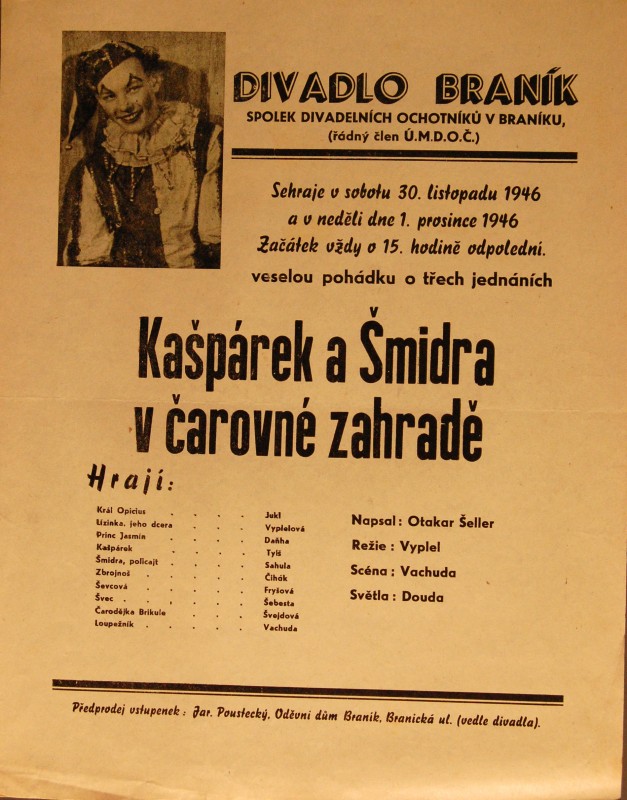 DIVADLO BRANÍK
SPOLEK DIVADELNÍCH OCHOTNÍKŮ V BRANÍKU,
(řádný člen Ú.M.D.O.Č.)
Sehraje v sobotu 30. listopadu 1946
a v neděli dne 1. prosince 1946
Začátek vždy o 15. hodině odpolední.
veselou pohádku o třech jednáních
Kašpárek a Šmidra
v čarovné zahradě
Hrají:
Král Opicius . . . . Jukl
Lízinka, jeho dcera . . . Vyplelová
Princ Jasmín . . . . Daňha
Kašpárek . . . . Tylš
Šmidra, policajt . . . . Sahula
Zbrojnoš . . . . . Čihák
Ševcová . . . . . Fryšová
Švec . . . . . . Šebesta
Čarodějka Brikule . . . Švejdová
Loupežník . . . . . Vachuda
Napsal: Otakar Šeller
Režie: Vyplel
Scéna: Vachuda
Světla: Douda
Předprodej vstupenek: Jar. Poustecký, Oděvní dům Braník, Branická ul. (vedle divadla).